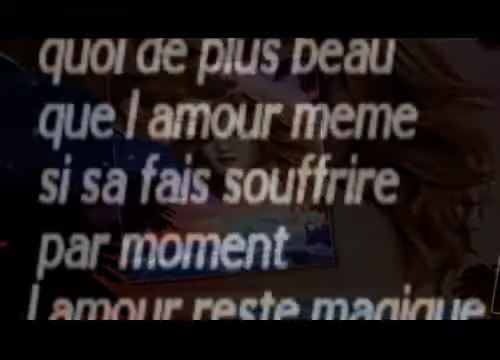 quoi de plus beau
que l amour meme
si sa fais souffrire
par moment
l amour reste magique